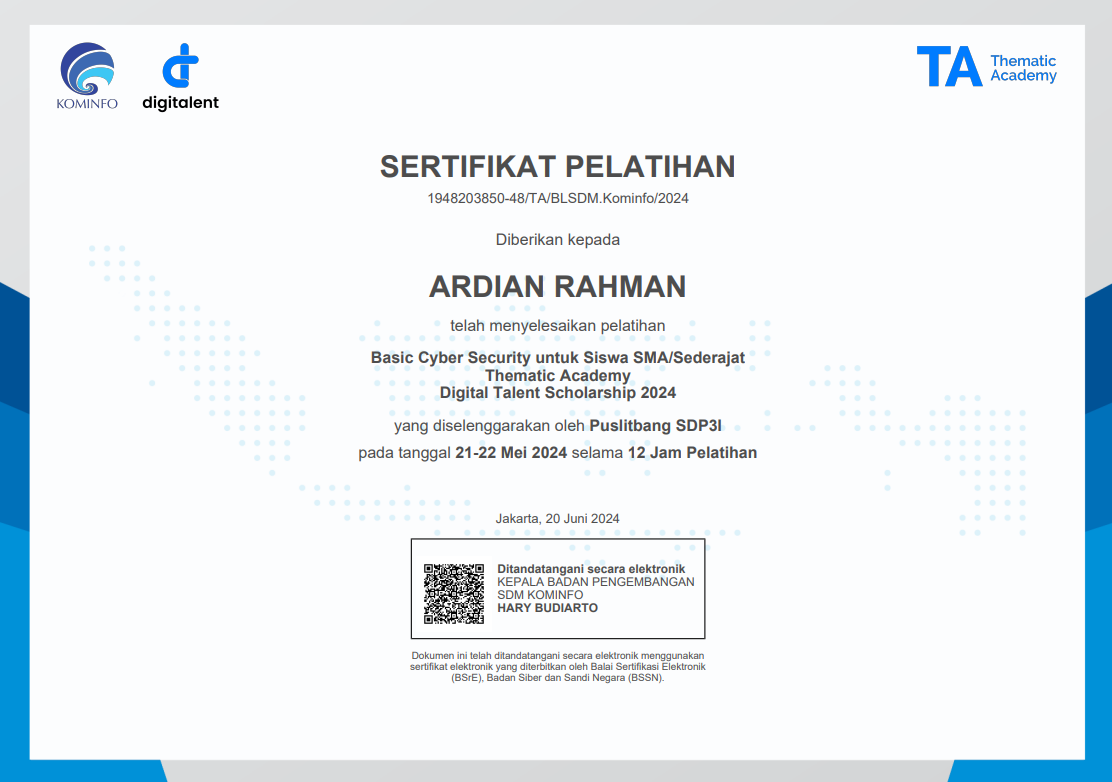 KOMINFO
digitalent
TA Thematic
Academy
SERTIFIKAT PELATIHAN
1948203850-48/TA/BLSDM.Kominfo/2024
Diberikan kepada
ARDIAN RAHMAN
telah menyelesaikan pelatihan
Basic Cyber Security untuk Siswa SMA/Sederajat
Thematic Academy
Digital Talent Scholarship 2024
yang diselenggarakan oleh Puslitbang SDP3I
pada tanggal 21-22 Mei 2024 selama 12 Jam Pelatihan
Jakarta, 20 Juni 2024
Ditandatangani secara elektronik
KEPALA BADAN PENGEMBANGAN
SDM KOMINFO
HARY BUDIARTO
Dokumen ini telah ditandatangani secara elektronik menggunakan
sertifikat elektronik yang diterbitkan oleh Balai Sertifikasi Elektronik
(BSrE), Badan Siber dan Sandi Negara (BSSN).